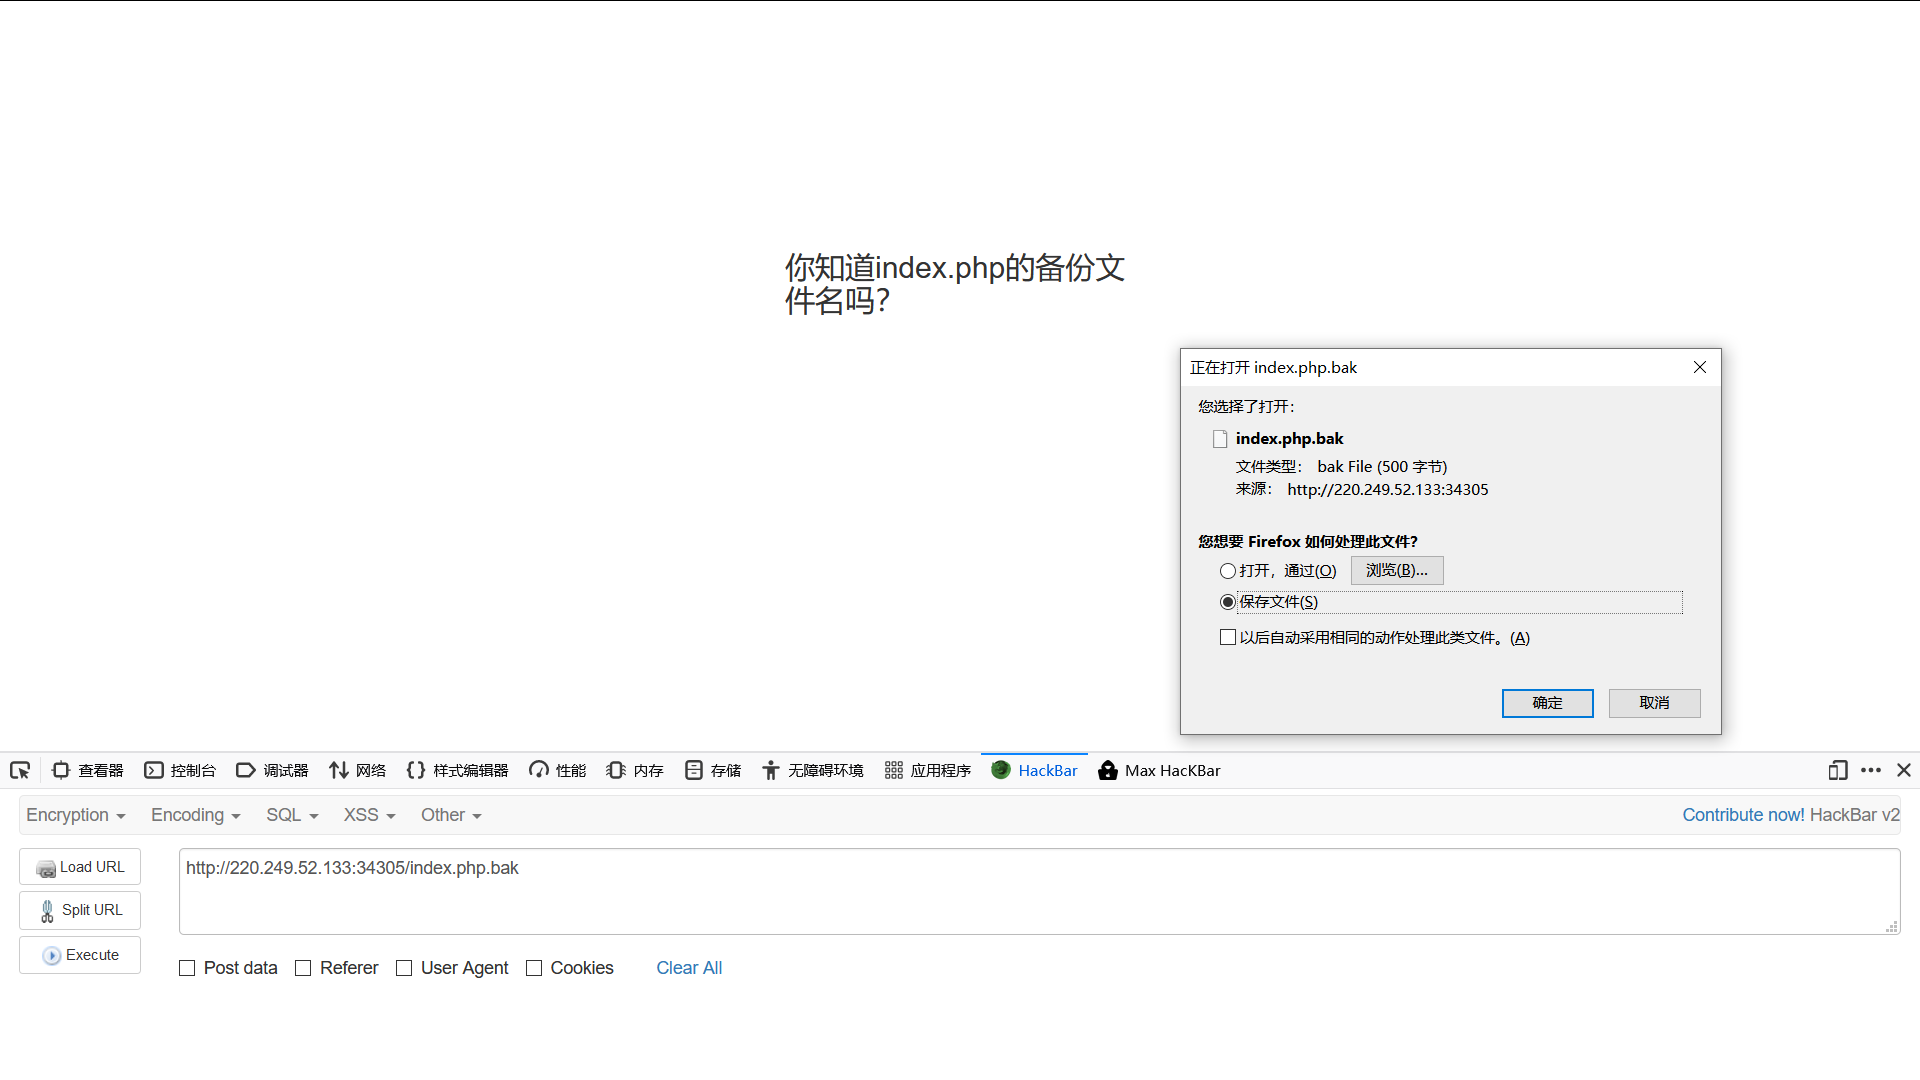 你知道index.php的备份文
件名吗？
正在打开 index.php.bak
您选择了打开：
index.php.bak
文件类型： bak File (500 字节)
来源： http://220.249.52.133:34305
您想要 Firefox 如何处理此文件？
打开，通过(O) 浏览(B)...
保存文件(S)
以后自动采用相同的动作处理此类文件。(A)
确定 取消
查看器 控制台 调试器 网络 样式编辑器 性能 内存 存储 无障碍环境 应用程序 HackBar Max HacKBar
Encryption Encoding SQL XSS Other Contribute now! HackBar v2
Load URL http://220.249.52.133:34305/index.php.bak
Split URL
Execute
Post data Referer User Agent Cookies Clear All